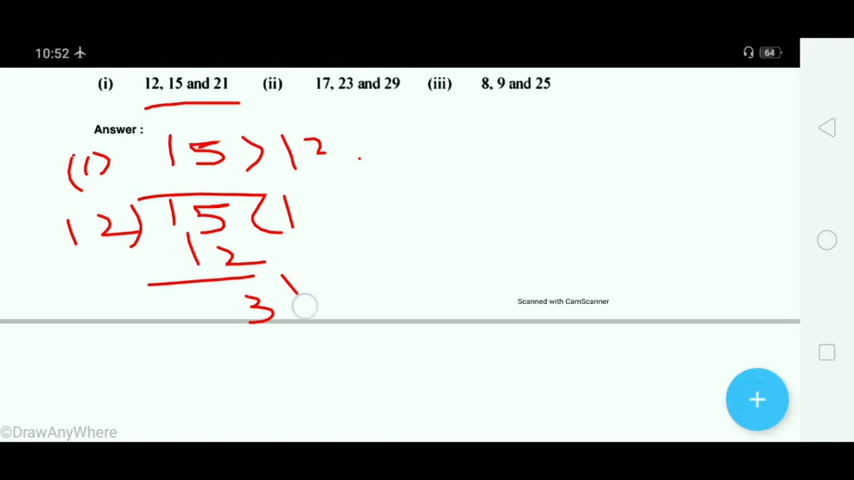 10:52
64
(i) 12, 15 and 21 (ii) 17, 23 and 29 (iii) 8, 9 and 25
Answer :
(1) 15 > 12 .
12) 15 (1
12
3
Scanned with CamScanner
©DrawAnyWhere